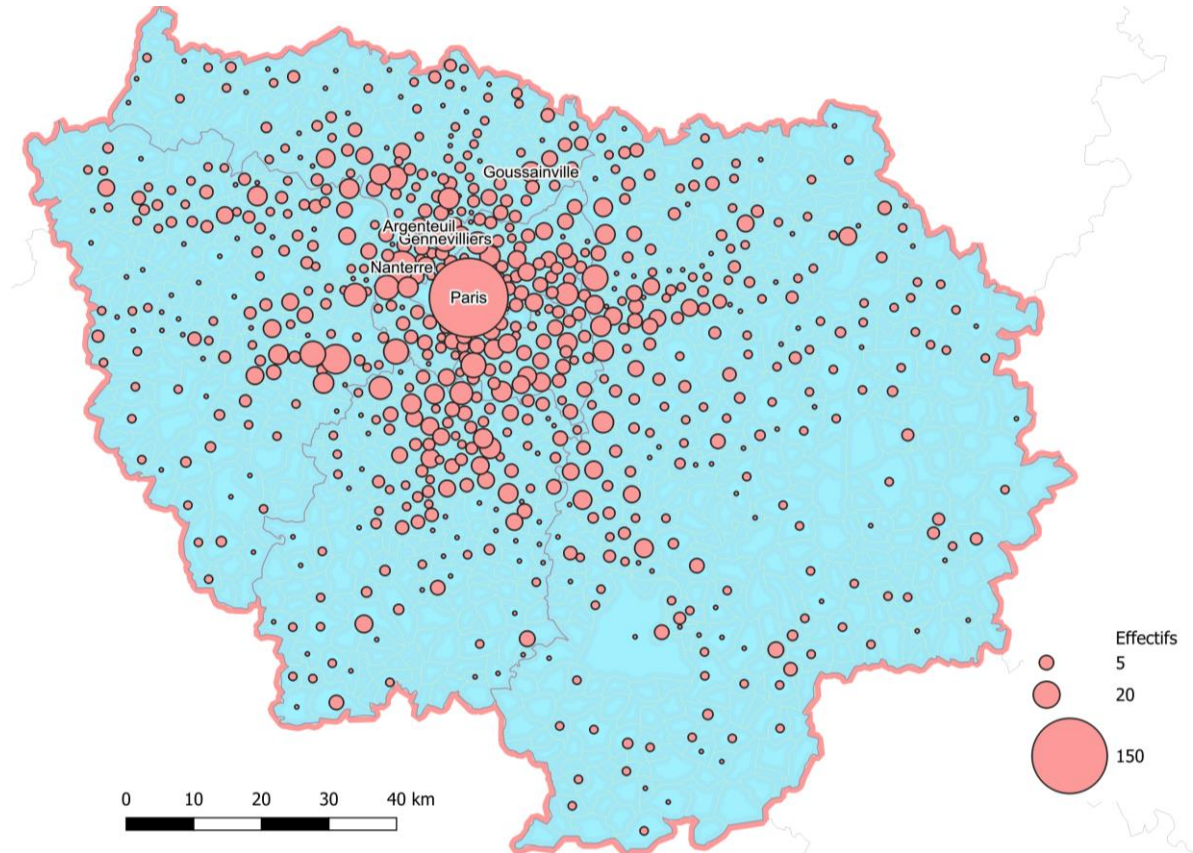 Goussainville
Argenteuil
Gennevilliers
Nanterre
Paris
Effectifs
5
20
150
0 10 20 30 40 km